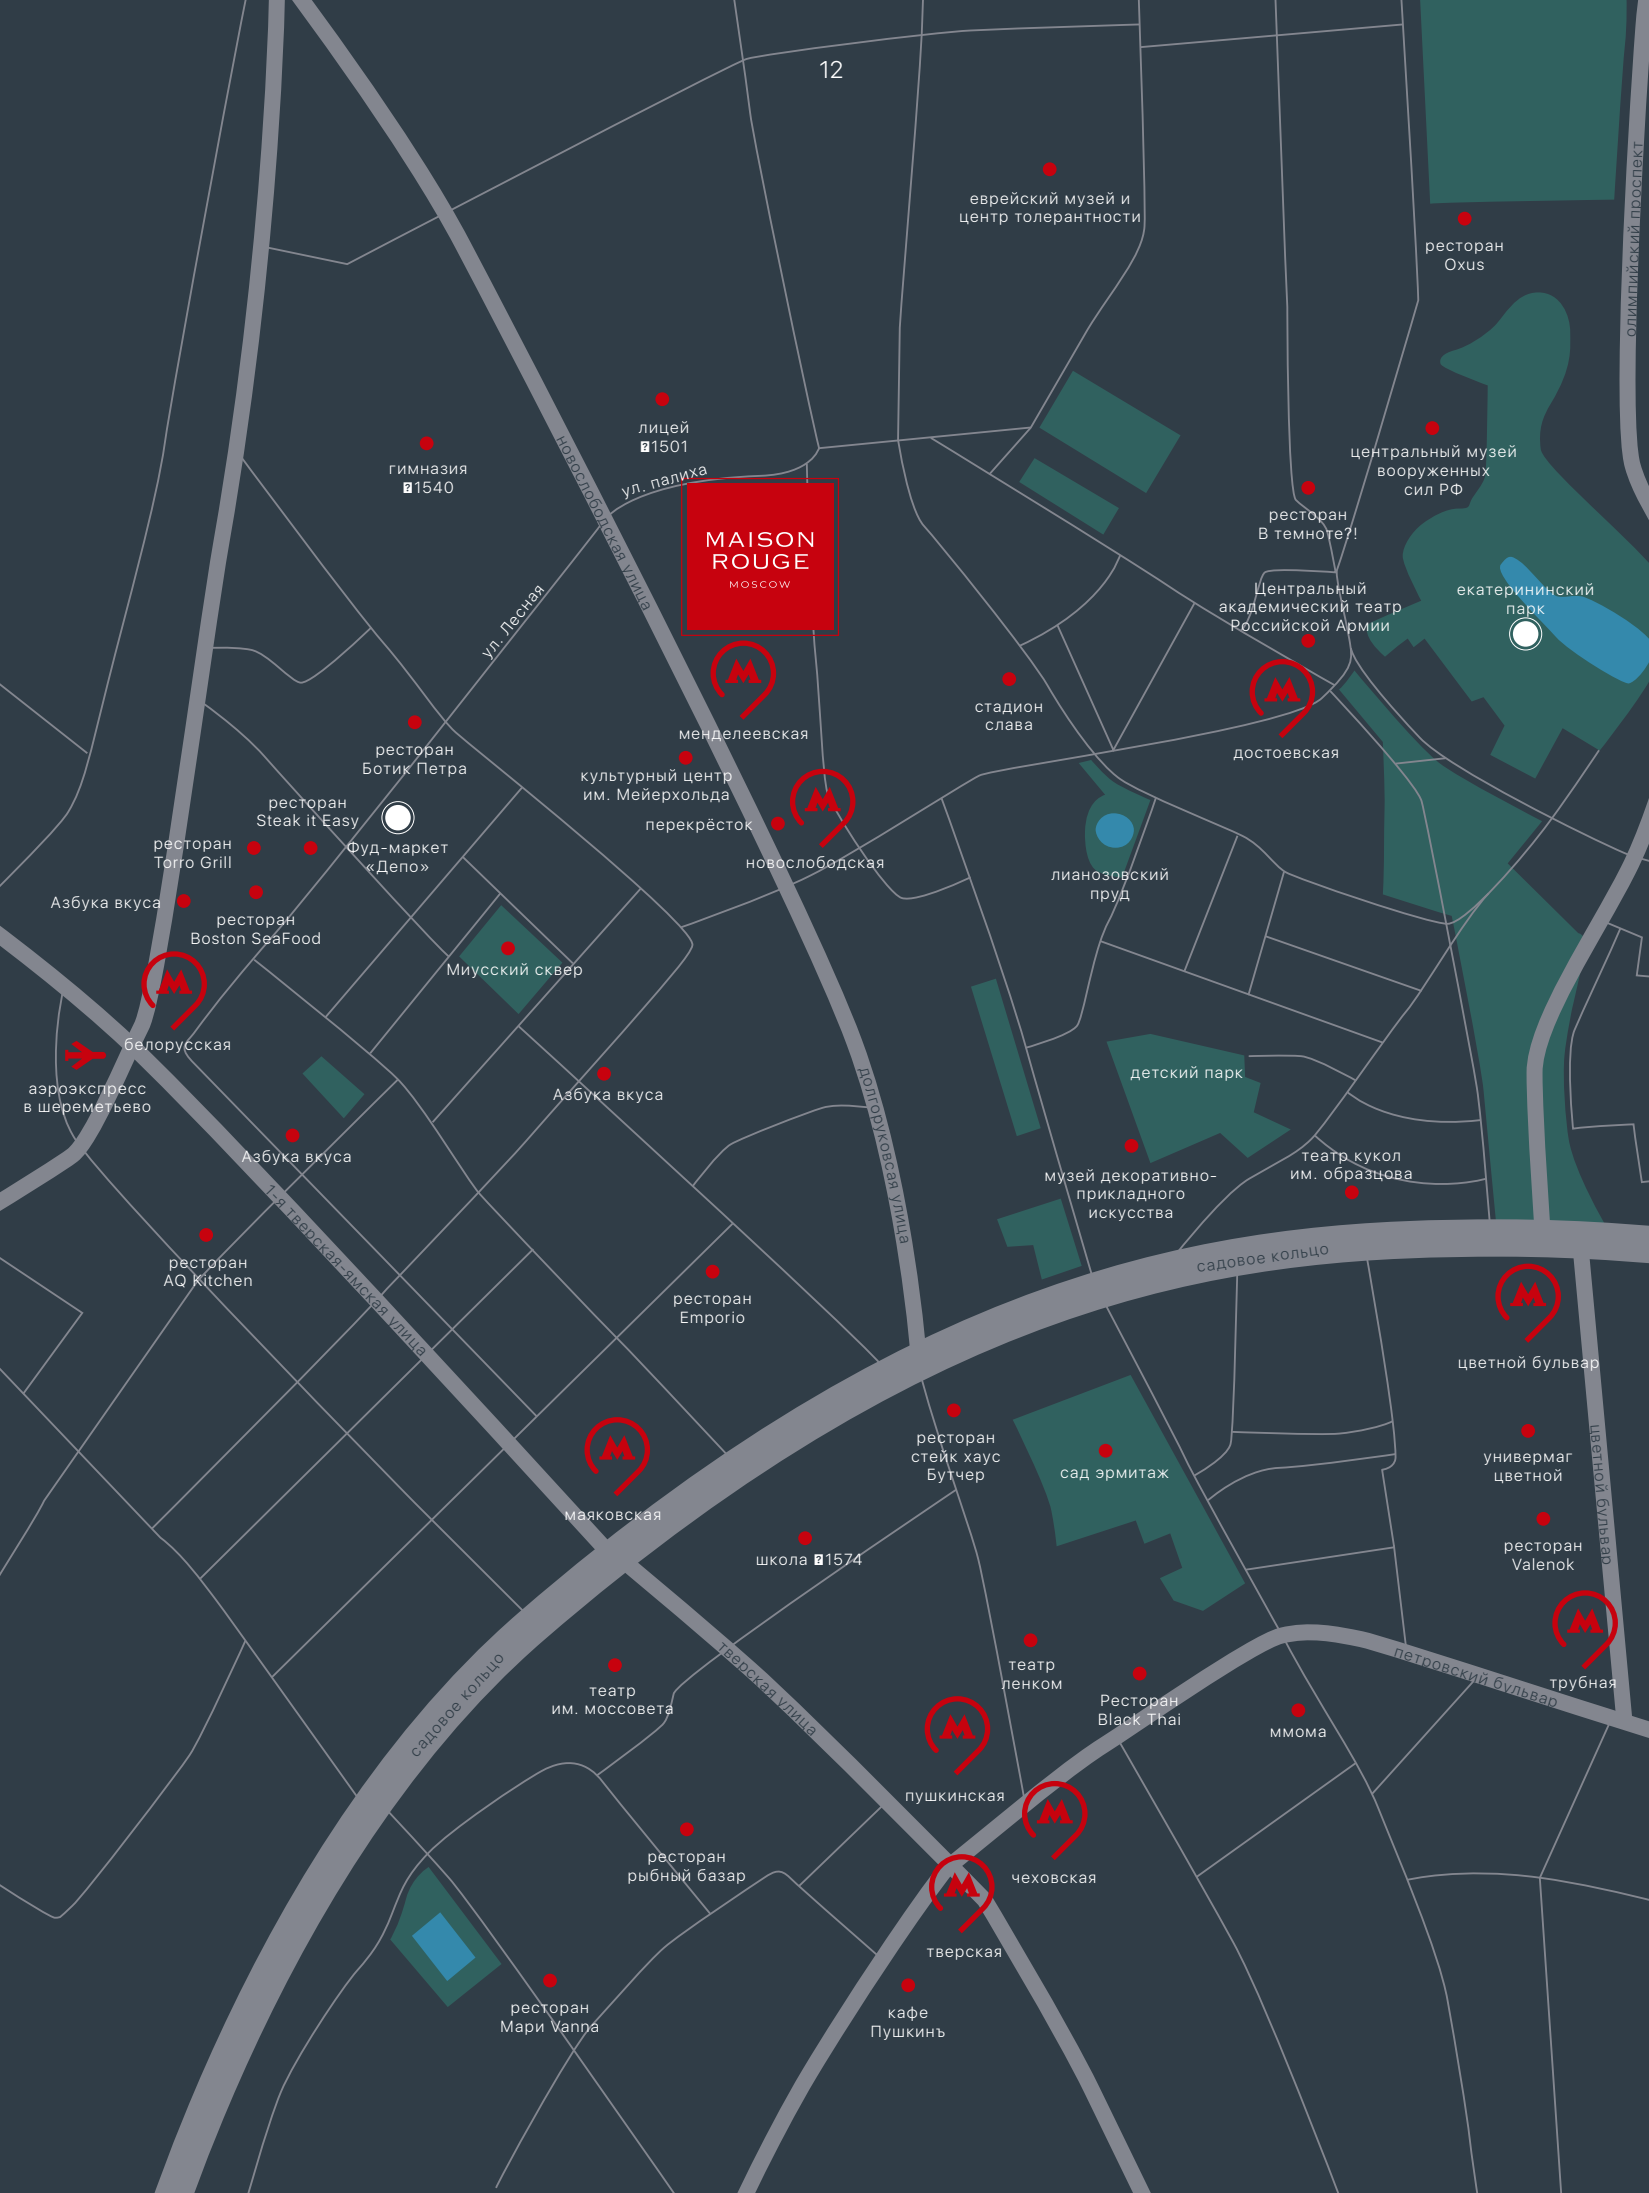 12
еврейский музей и
центр толерантности
олимпийский проспект
ресторан
Oxus
лицей
1501
гимназия
1540
центральный музей
вооруженных
сил РФ
ул. палиха
новослободская улица
ресторан
В темноте?!
MAISON
ROUGE
MOSCOW
ул. Лесная
Центральный
академический театр
Российской Армии
екатерининский
парк
стадион
слава
менделеевская
достоевская
ресторан
Ботик Петра
культурный центр
им. Мейерхольда
перекрёсток
новослободская
ресторан
Steak it Easy
ресторан
Torro Grill
Фуд-маркет
«Депо»
лианозовский
пруд
Азбука вкуса
ресторан
Boston SeaFood
Миусский сквер
белорусская
аэроэкспресс
в шереметьево
Азбука вкуса
детский парк
долгоруковсая улица
Азбука вкуса
театр кукол
им. образцова
музей декоративно-
прикладного
искусства
1-я тверская-ямская улица
ресторан
AQ Kitchen
садовое кольцо
ресторан
Emporio
цветной бульвар
ресторан
стейк хаус
Бутчер
сад эрмитаж
универмаг
цветной
цветной бульвар
маяковская
школа 1574
ресторан
Valenok
садовое кольцо
театр
им. моссовета
тверская улица
театр
ленком
Ресторан
Black Thai
ммома
петровский бульвар
трубная
пушкинская
чеховская
ресторан
рыбный базар
тверская
ресторан
Мари Vanna
кафе
Пушкинъ